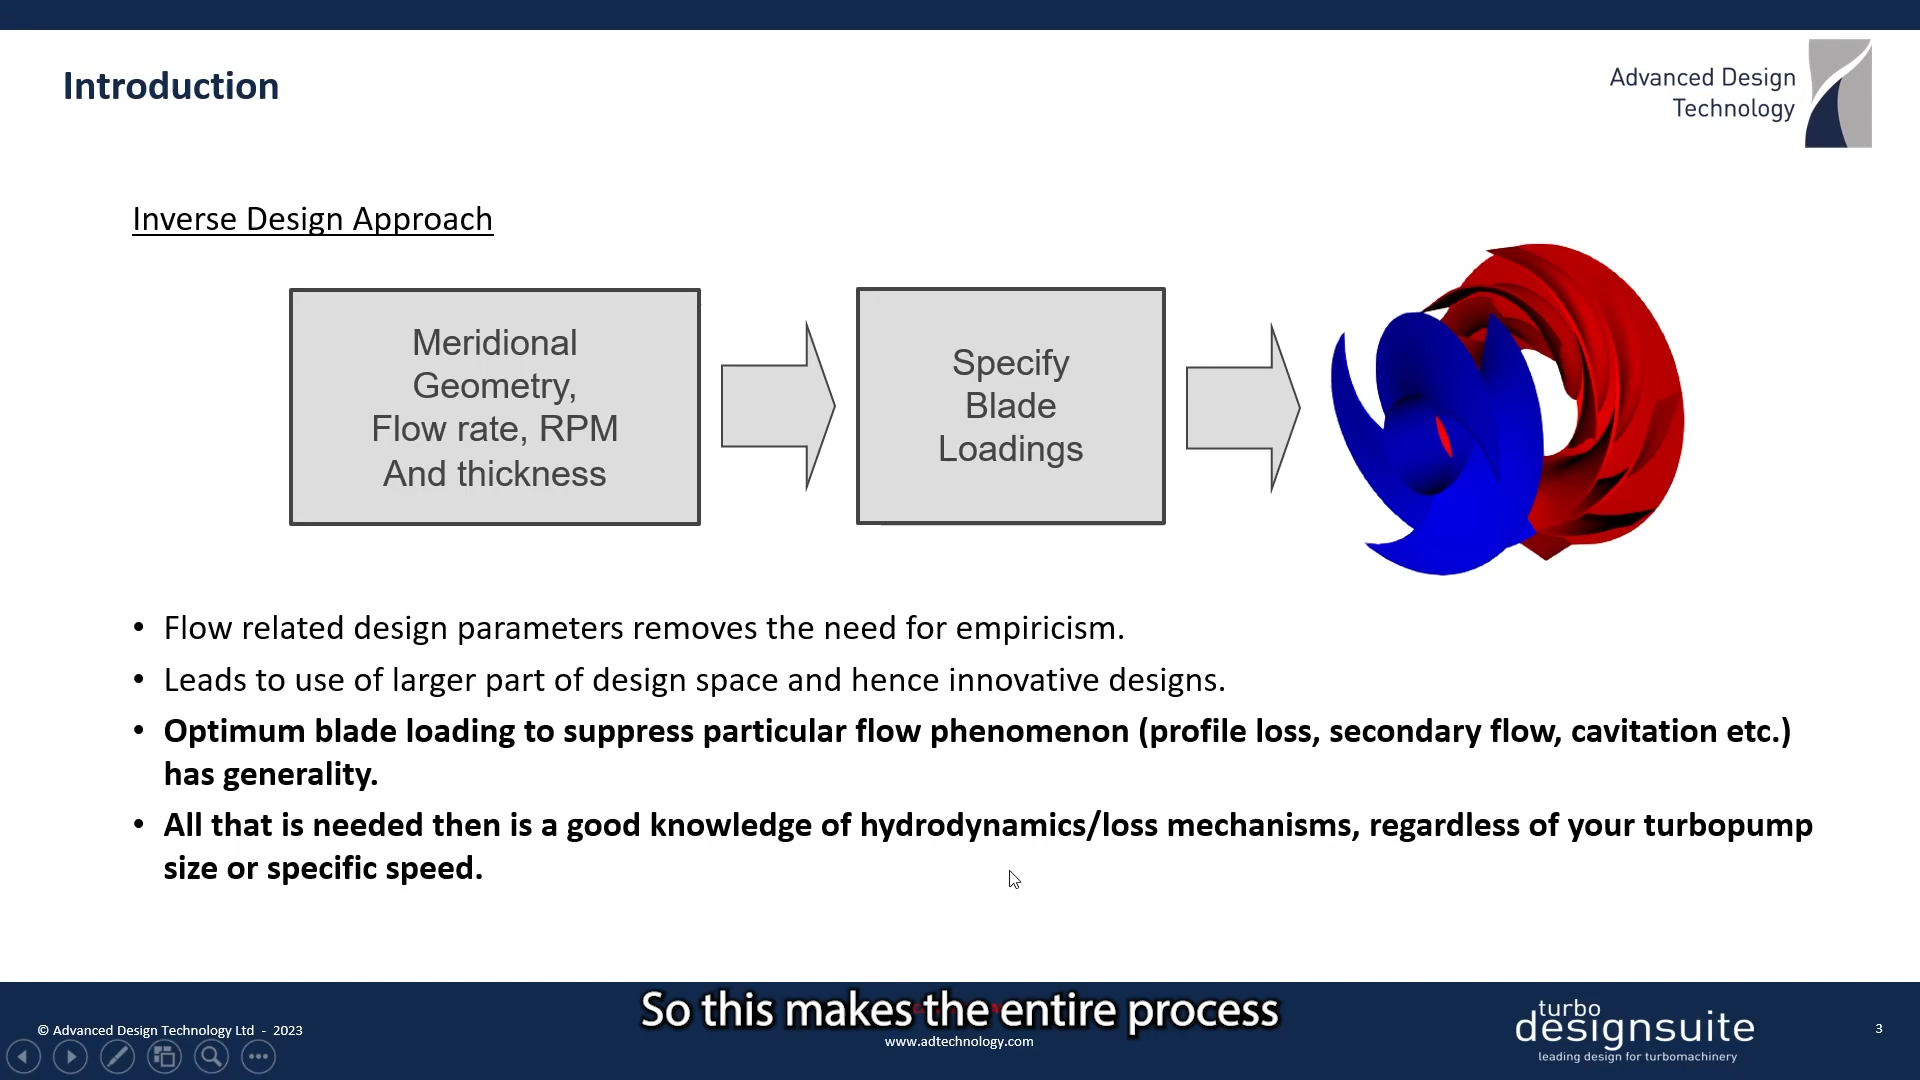 Introduction
Advanced Design
Technology
Inverse Design Approach
Meridional
Geometry,
Flow rate, RPM
And thickness
Specify
Blade
Loadings
• Flow related design parameters removes the need for empiricism.
• Leads to use of larger part of design space and hence innovative designs.
• Optimum blade loading to suppress particular flow phenomenon (profile loss, secondary flow, cavitation etc.)
has generality.
• All that is needed then is a good knowledge of hydrodynamics/loss mechanisms, regardless of your turbopump
size or specific speed.
So this makes the entire process
© Advanced Design Technology Ltd - 2023
www.adtechnology.com
turbo
designsuite
leading design for turbomachinery
3